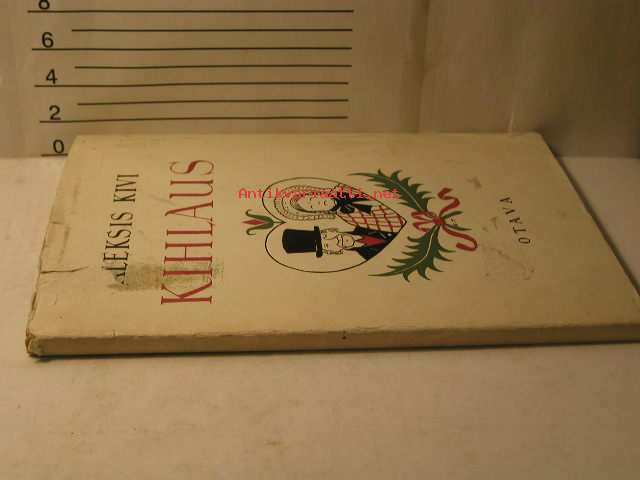 8
6
4
2
0
ALEKSIS KIVI
KIHLAUS
Antikvariaatti.net
OTAVA